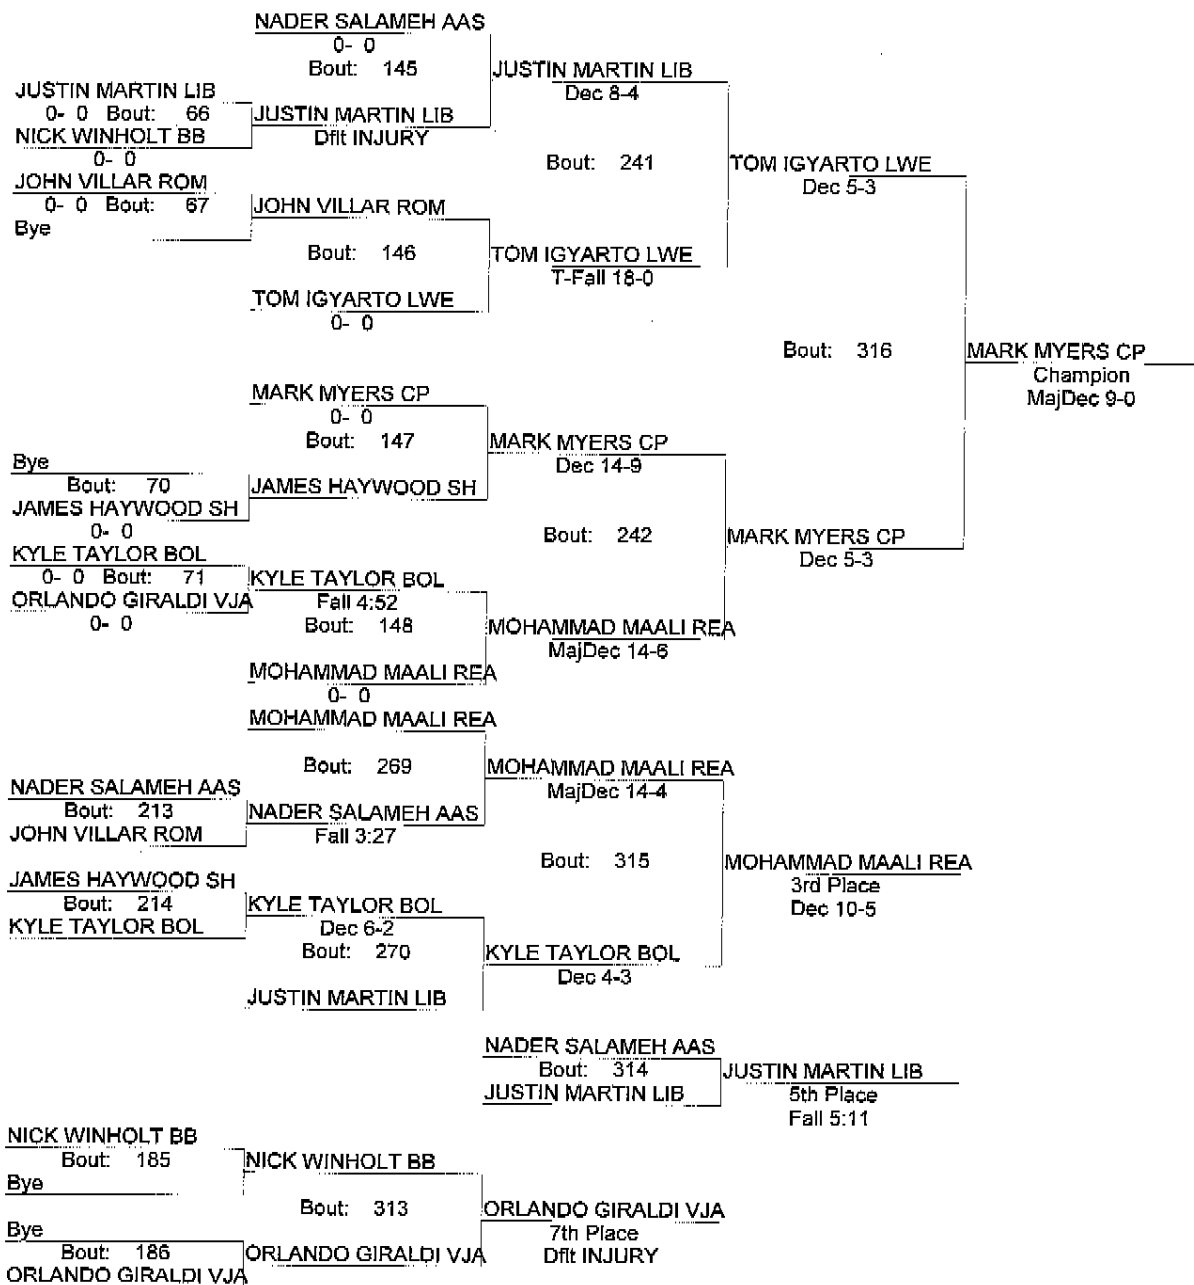 NADER SALAMEH AAS
0- 0
Bout: 145
JUSTIN MARTIN LIB
Dec 8-4
JUSTIN MARTIN LIB
0- 0 Bout: 66
NICK WINHOLT BB
0- 0
JUSTIN MARTIN LIB
Dflt INJURY
Bout: 241
TOM IGYARTO LWE
Dec 5-3
JOHN VILLAR ROM
0- 0 Bout: 67
Bye
JOHN VILLAR ROM
Bout: 146
TOM IGYARTO LWE
T-Fall 18-0
TOM IGYARTO LWE
0- 0
Bout: 316
MARK MYERS CP
Champion
MajDec 9-0
MARK MYERS CP
0- 0
Bout: 147
MARK MYERS CP
Dec 14-9
Bye
Bout: 70
JAMES HAYWOOD SH
0- 0
JAMES HAYWOOD SH
Bout: 242
MARK MYERS CP
Dec 5-3
KYLE TAYLOR BOL
0- 0 Bout: 71
ORLANDO GIRALDI VJA
0- 0
KYLE TAYLOR BOL
Fall 4:52
Bout: 148
MOHAMMAD MAALI REA
MajDec 14-6
MOHAMMAD MAALI REA
0- 0
MOHAMMAD MAALI REA
Bout: 269
MOHAMMAD MAALI REA
MajDec 14-4
NADER SALAMEH AAS
Bout: 213
JOHN VILLAR ROM
NADER SALAMEH AAS
Fall 3:27
Bout: 315
MOHAMMAD MAALI REA
3rd Place
Dec 10-5
JAMES HAYWOOD SH
Bout: 214
KYLE TAYLOR BOL
KYLE TAYLOR BOL
Dec 6-2
Bout: 270
KYLE TAYLOR BOL
Dec 4-3
JUSTIN MARTIN LIB
NADER SALAMEH AAS
Bout: 314
JUSTIN MARTIN LIB
JUSTIN MARTIN LIB
5th Place
Fall 5:11
NICK WINHOLT BB
Bout: 185
Bye
NICK WINHOLT BB
Bout: 313
ORLANDO GIRALDI VJA
7th Place
Dflt INJURY
Bye
Bout: 186
ORLANDO GIRALDI VJA
ORLANDO GIRALDI VJA